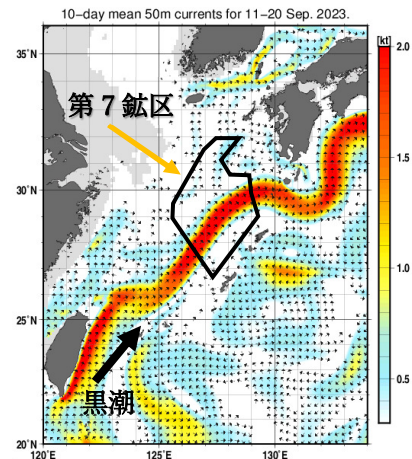 10-day mean 50m currents for 11-20 Sep. 2023.
[kt]
35°N
2.0
第７鉱区
1.5
30°N
1.0
25°N
0.5
黒潮
20°N
120°E
125°E
130°E